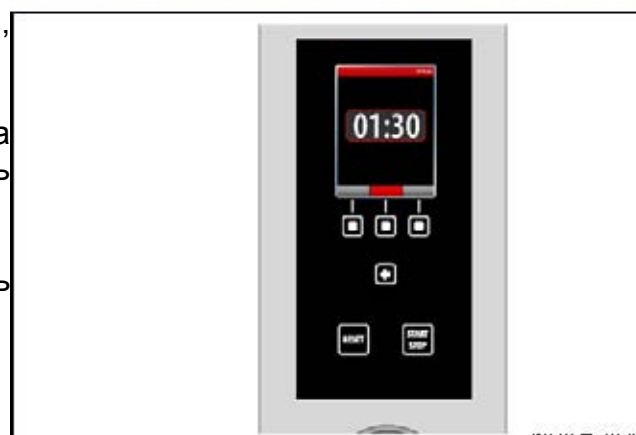 ,
а
ь
ь
01:30
RESET
START
STOP